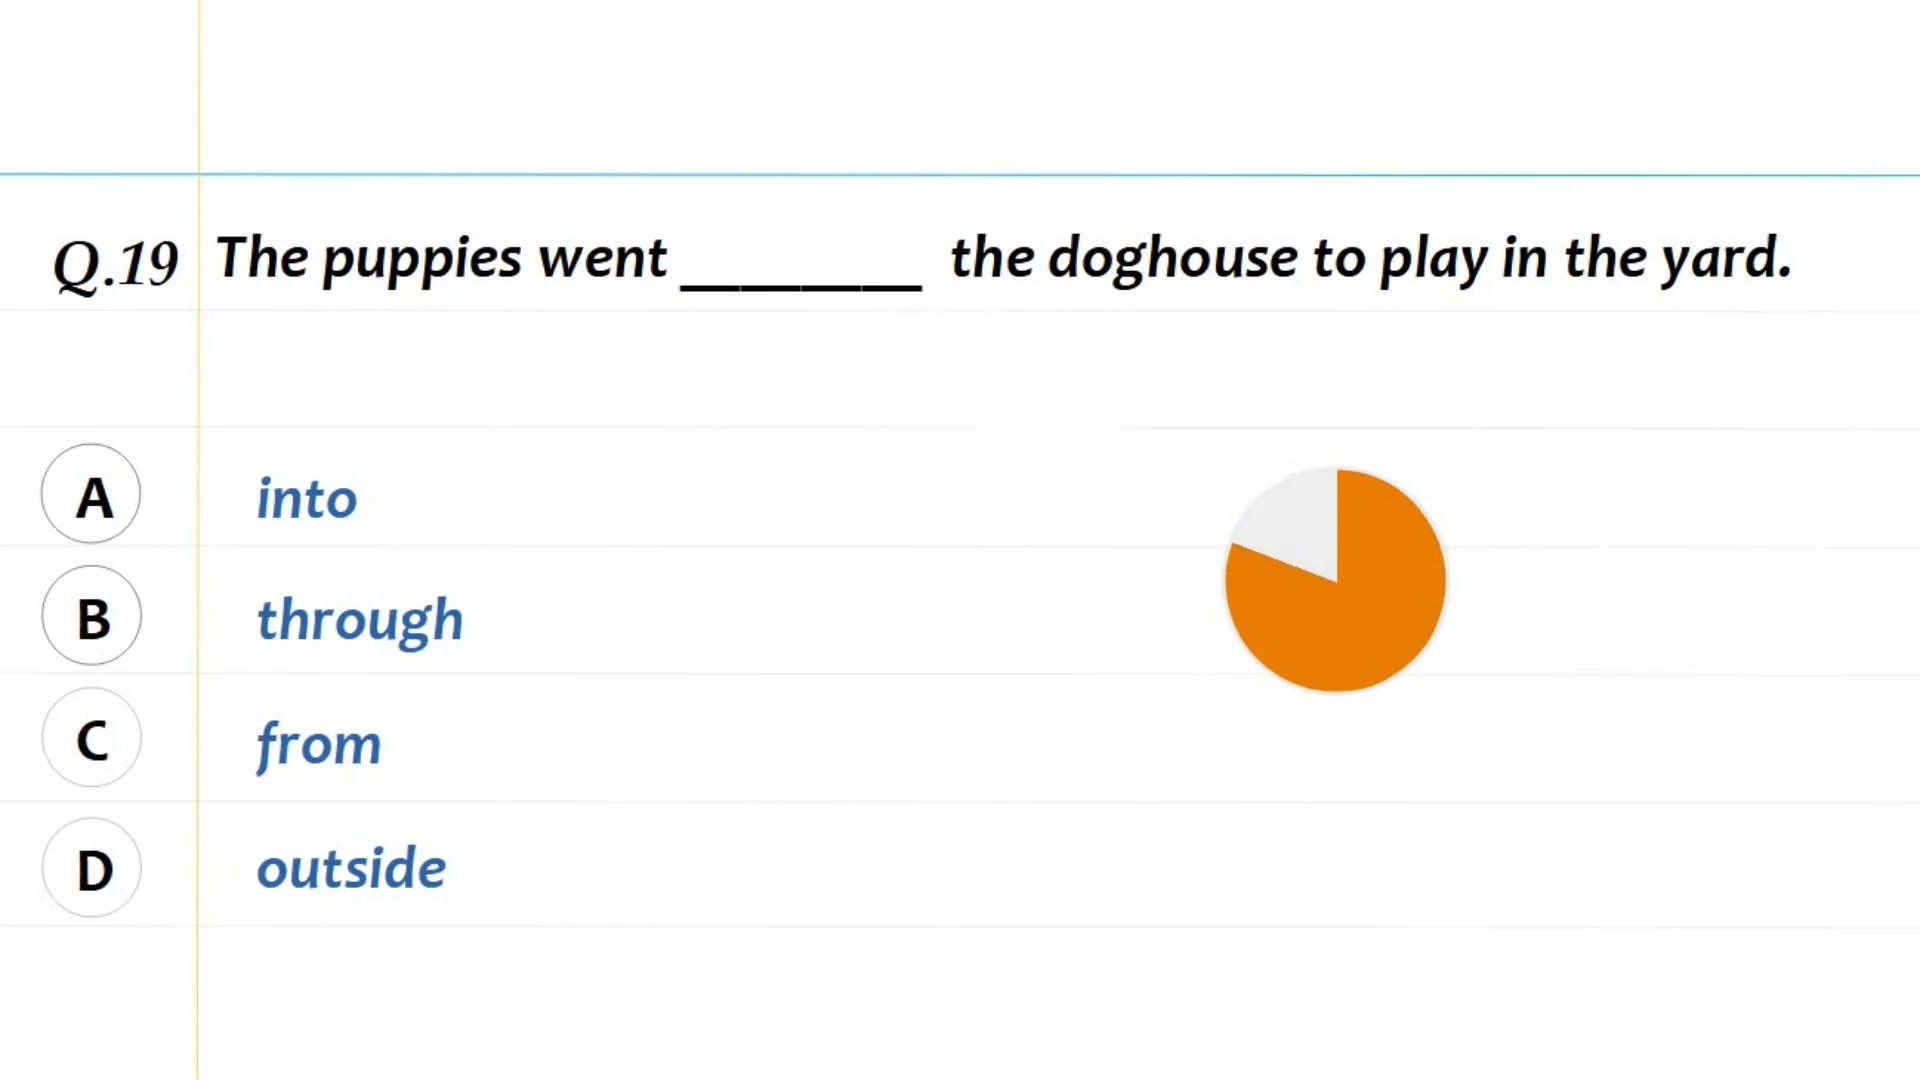 Q.19 The puppies went ________ the doghouse to play in the yard.
A into
B through
C from
D outside